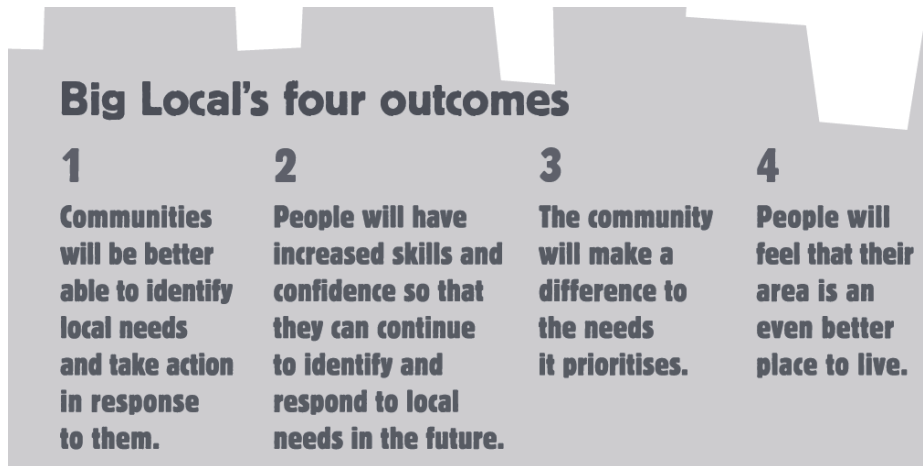 Big Local's four outcomes
1
Communities
will be better
able to identify
local needs
and take action
in response
to them.
2
People will have
increased skills and
confidence so that
they can continue
to identify and
respond to local
needs in the future.
3
The community
will make a
difference to
the needs
it prioritises.
4
People will
feel that their
area is an
even better
place to live.